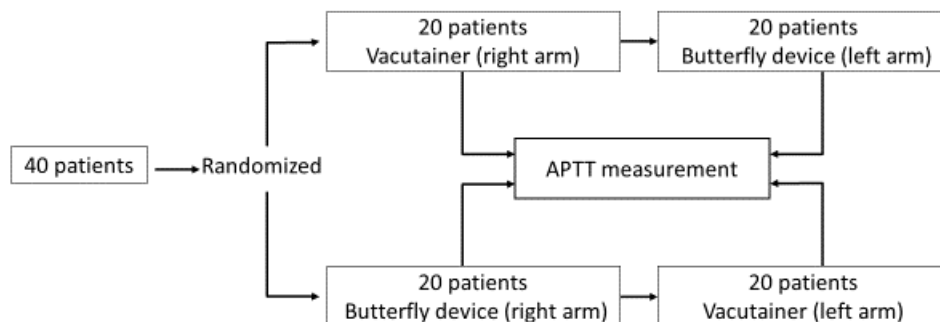 20 patients
Vacutainer (right arm)
20 patients
Butterfly device (left arm)
40 patients
Randomized
APTT measurement
20 patients
Butterfly device (right arm)
20 patients
Vacutainer (left arm)